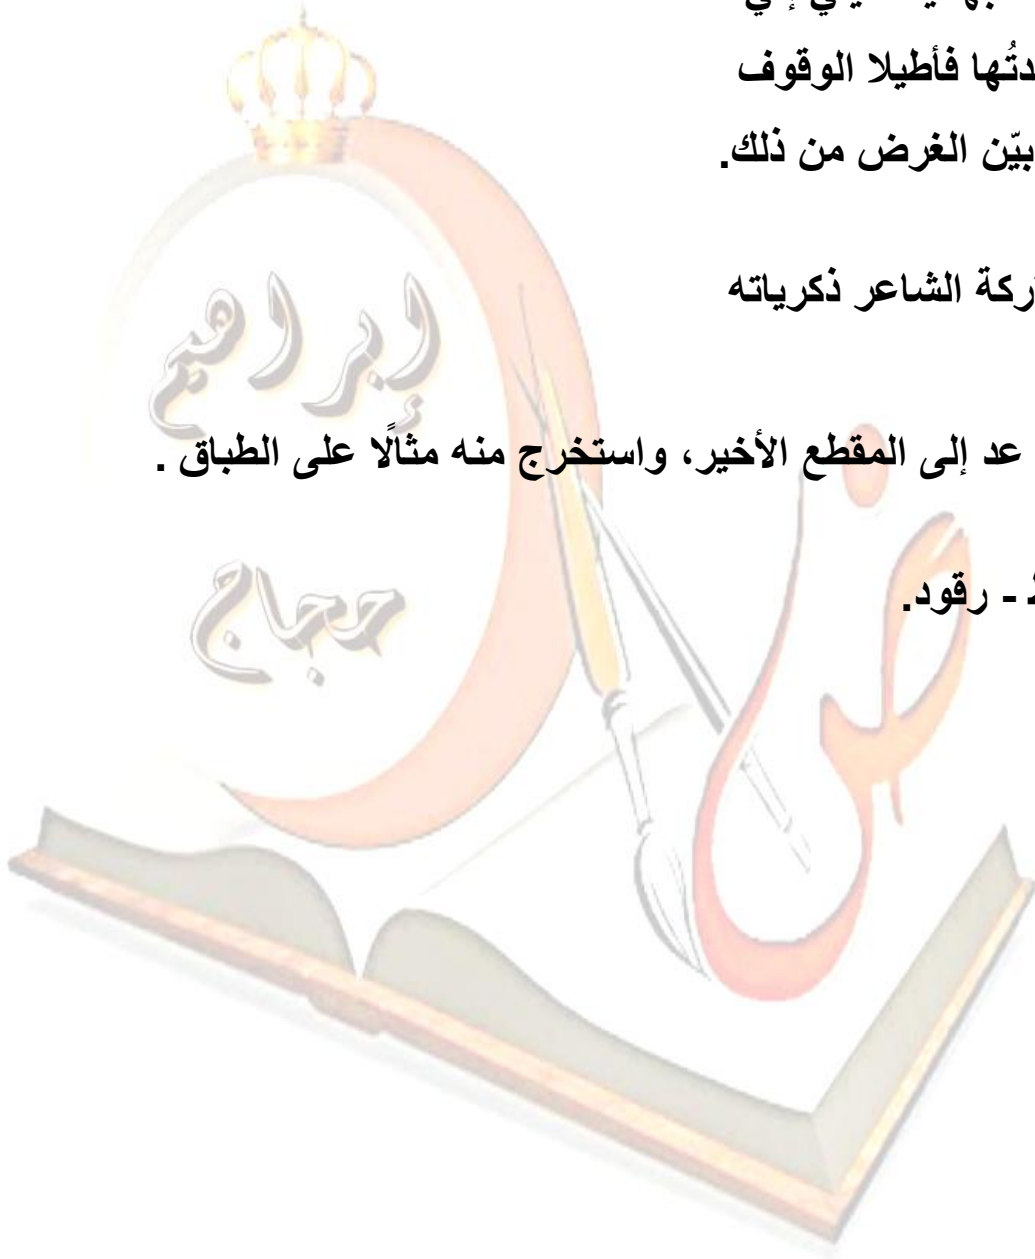 دتُها فأطيلا الوقوف
بيّن الغرض من ذلك.
ركة الشاعر ذكرياته
عد إلى المقطع الأخير، واستخرج منه مثالًا على الطباق .
- رقود.
إبراهيم
حجاج
ض